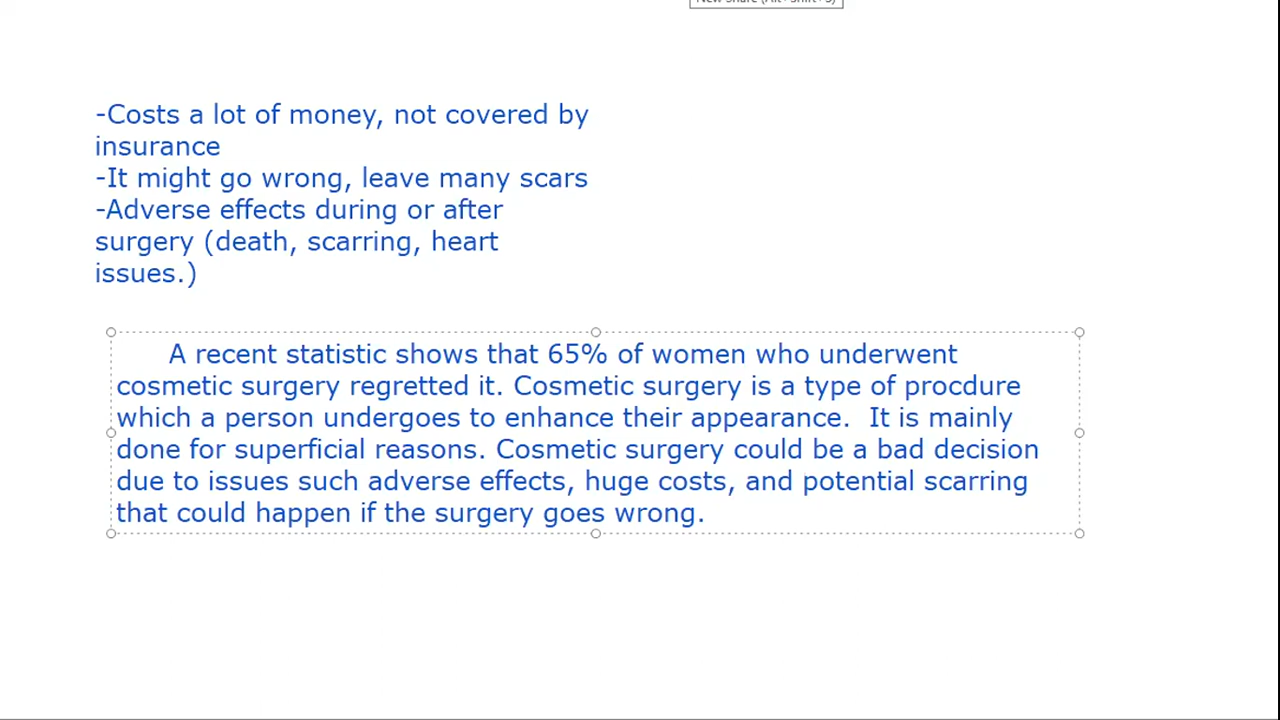 New Share (Alt+Shift+S)
-Costs a lot of money, not covered by
insurance
-It might go wrong, leave many scars
-Adverse effects during or after
surgery (death, scarring, heart
issues.)
A recent statistic shows that 65% of women who underwent
cosmetic surgery regretted it. Cosmetic surgery is a type of procdure
which a person undergoes to enhance their appearance.  It is mainly
done for superficial reasons. Cosmetic surgery could be a bad decision
due to issues such adverse effects, huge costs, and potential scarring
that could happen if the surgery goes wrong.